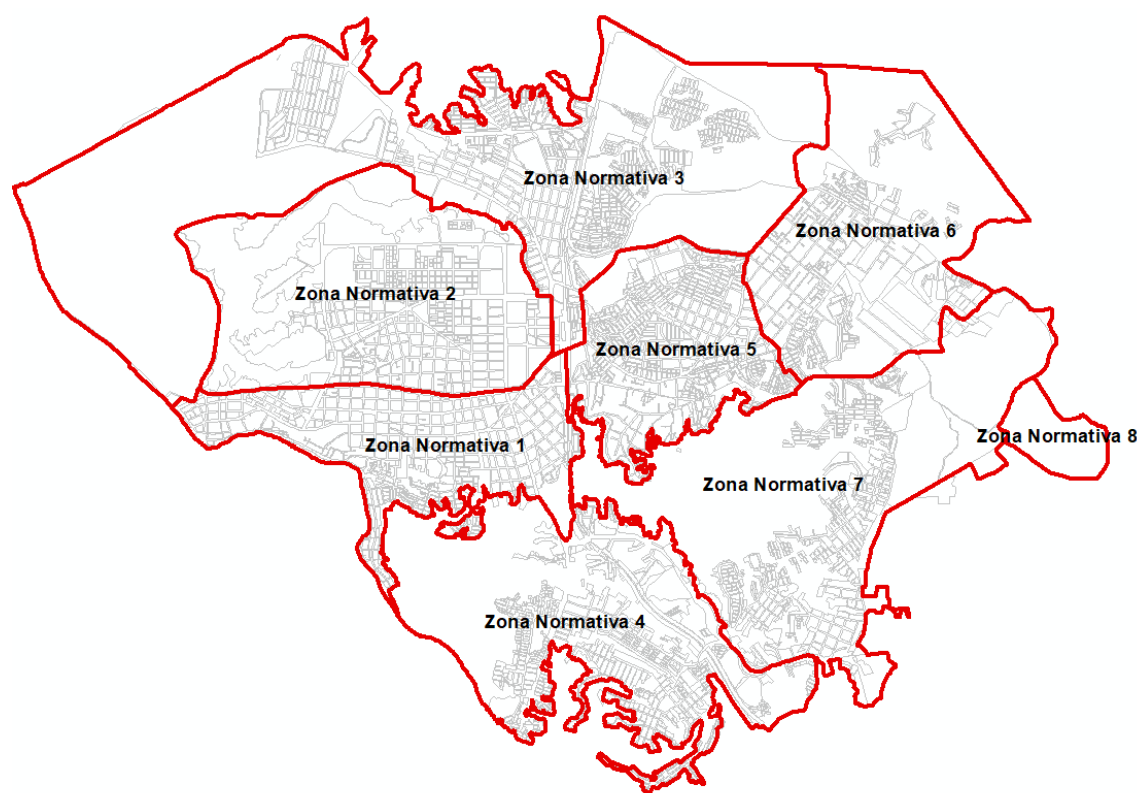 Zona Normativa 3
Zona Normativa 6
Zona Normativa 2
Zona Normativa 5
Zona Normativa 1
Zona Normativa 8
Zona Normativa 7
Zona Normativa 4